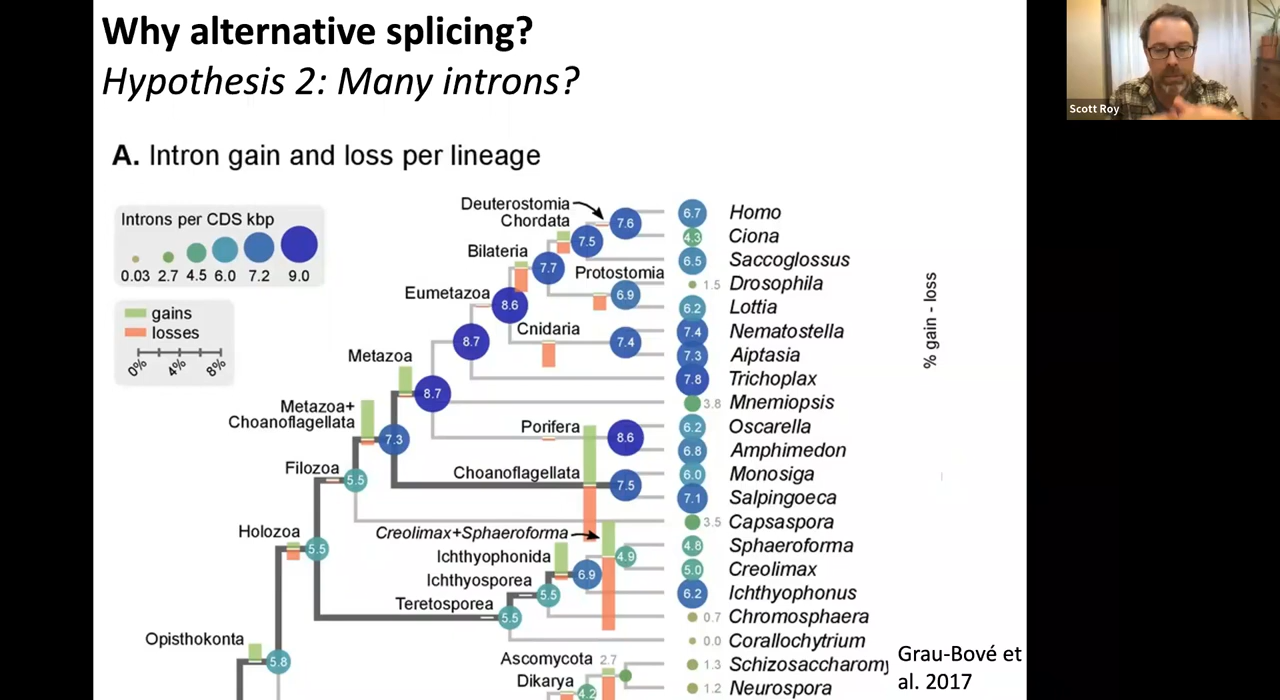 Why alternative splicing?
Hypothesis 2: Many introns?
Scott Roy
A. Intron gain and loss per lineage
Introns per CDS kbp
0.03 2.7 4.5 6.0 7.2 9.0
gains
losses
0% 4% 8%
Deuterostomia
Chordata
Bilateria
Protostomia
Eumetazoa
Cnidaria
Metazoa
Metazoa+
Choanoflagellata
Porifera
Filozoa
Choanoflagellata
Creolimax+Sphaeroforma
Holozoa
Ichthyophonida
Ichthyosporea
Teretosporea
Opisthokonta
Ascomycota 2.7
Dikarya
7.6
7.5
7.7
6.9
8.6
7.4
8.7
8.7
8.6
7.3
7.5
5.5
5.5
4.9
6.9
5.5
5.5
5.8
4.2
6.7 Homo
4.3 Ciona
6.5 Saccoglossus
1.5 Drosophila
6.2 Lottia
7.4 Nematostella
7.3 Aiptasia
7.8 Trichoplax
3.8 Mnemiopsis
6.2 Oscarella
6.8 Amphimedon
6.0 Monosiga
7.1 Salpingoeca
3.5 Capsaspora
4.8 Sphaeroforma
5.0 Creolimax
6.2 Ichthyophonus
0.7 Chromosphaera
0.0 Corallochytrium
1.3 Schizosaccharomy
1.2 Neurospora
% gain - loss
Grau-Bové et
al. 2017